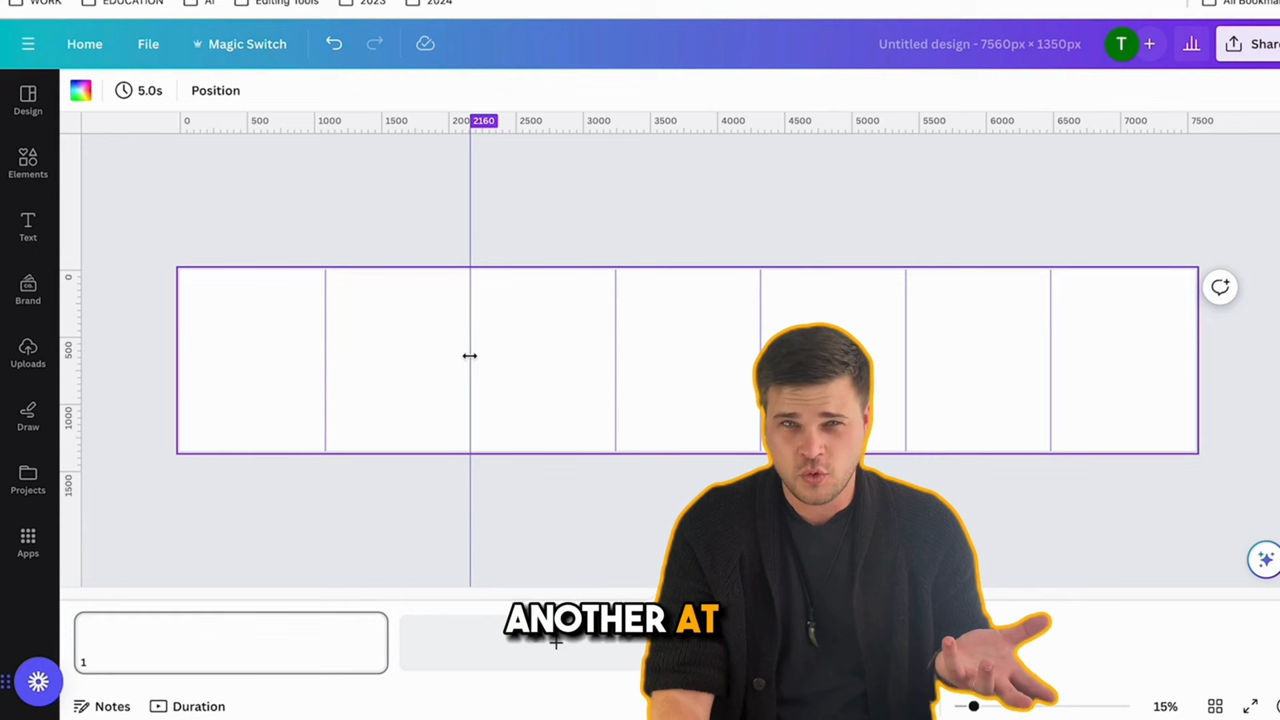 WORK EDUCATION AI Editing Tools 2023 2024 All Bookma
Home File Magic Switch Untitled design - 7560px × 1350px T Shar
5.0s Position
0 500 1000 1500 200 2160 2500 3000 3500 4000 4500 5000 5500 6000 6500 7000 7500
Design
Elements
Text
Brand
Uploads
Draw
Projects
Apps
0
500
1000
1500
ANOTHER AT
1
Notes Duration 15%